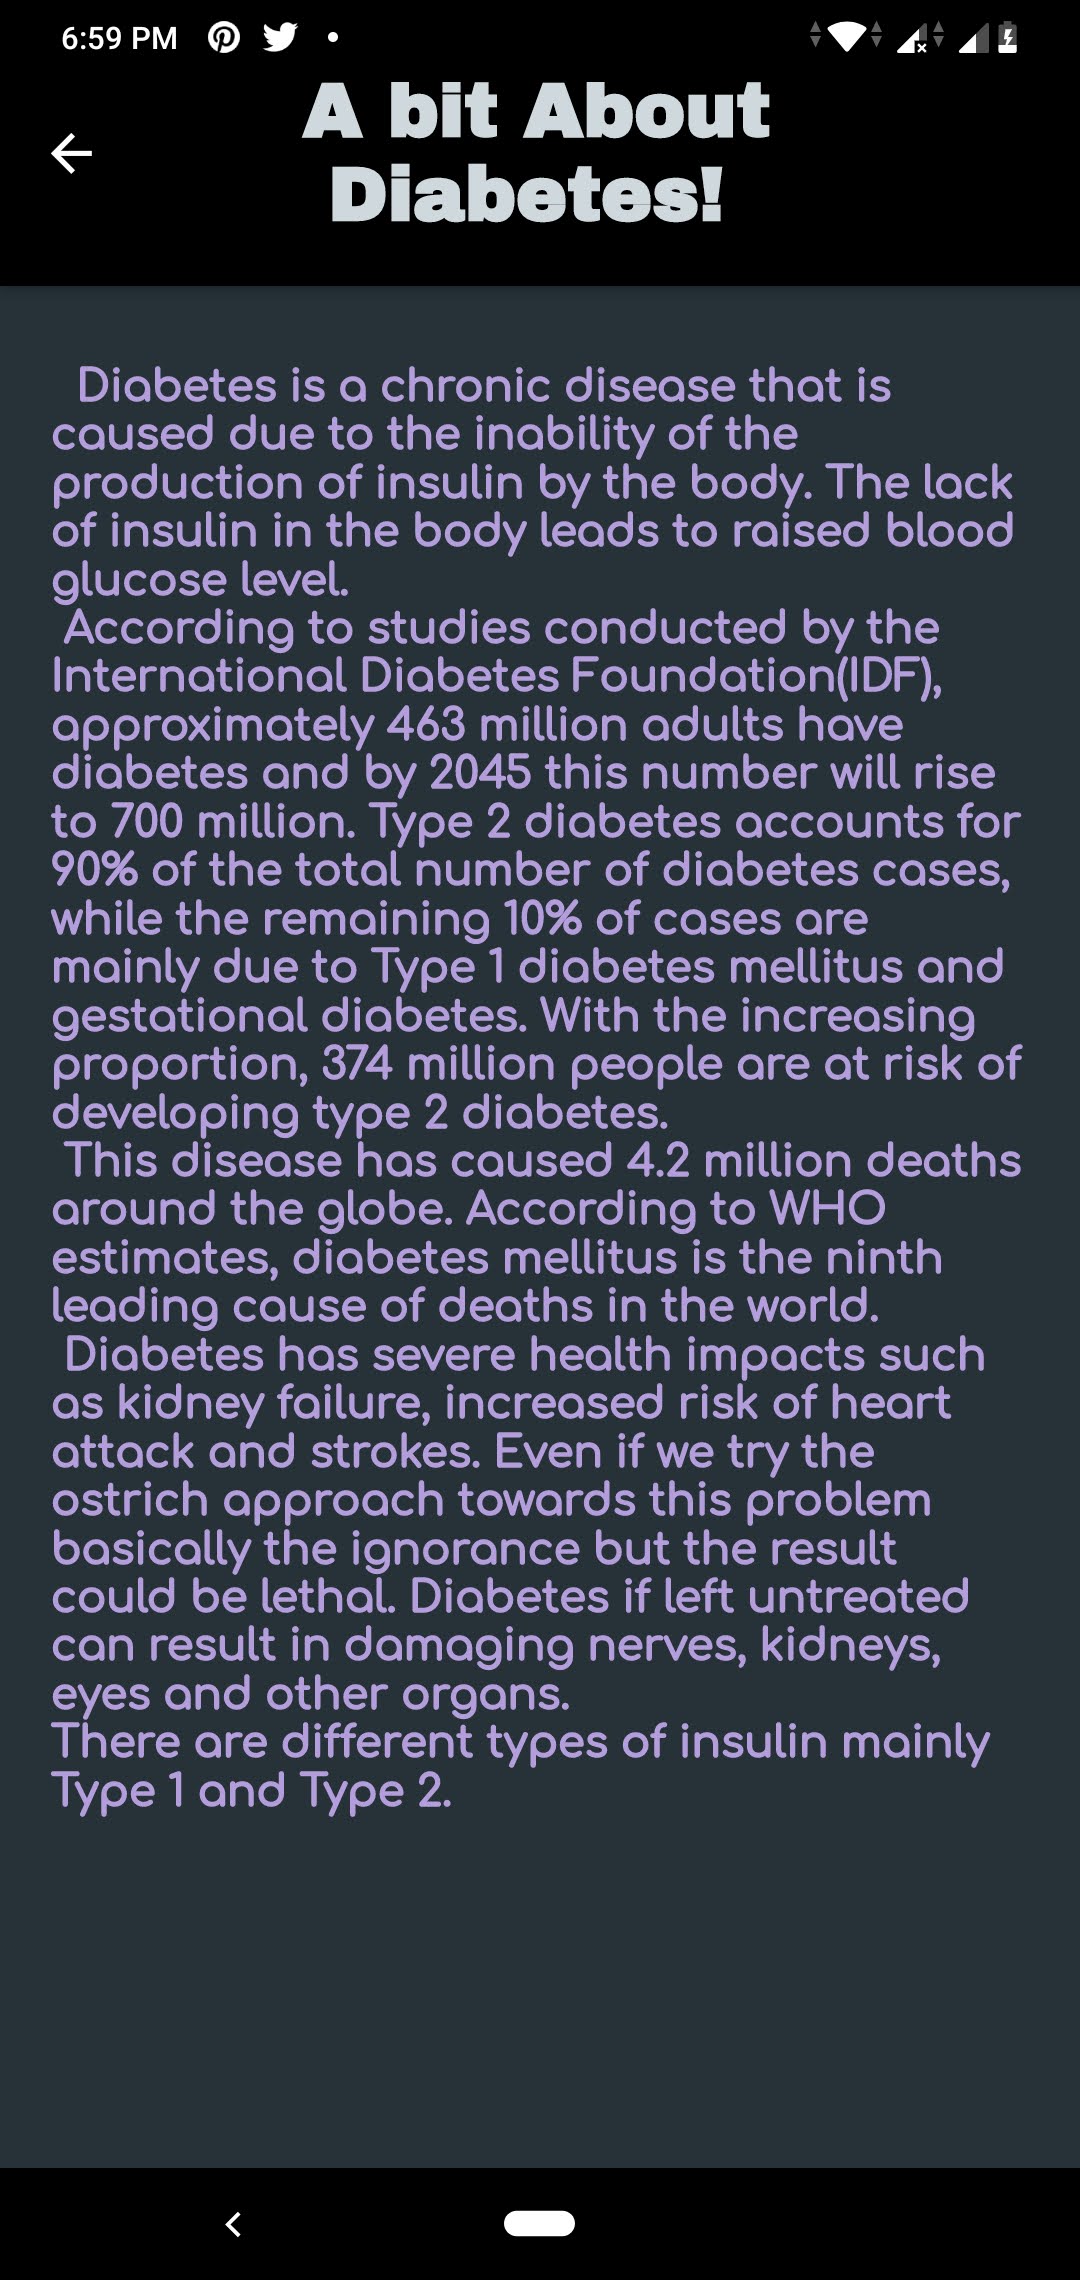 6:59 PM
A bit About
Diabetes!
Diabetes is a chronic disease that is
caused due to the inability of the
production of insulin by the body. The lack
of insulin in the body leads to raised blood
glucose level.
According to studies conducted by the
International Diabetes Foundation(IDF),
approximately 463 million adults have
diabetes and by 2045 this number will rise
to 700 million. Type 2 diabetes accounts for
90% of the total number of diabetes cases,
while the remaining 10% of cases are
mainly due to Type 1 diabetes mellitus and
gestational diabetes. With the increasing
proportion, 374 million people are at risk of
developing type 2 diabetes.
This disease has caused 4.2 million deaths
around the globe. According to WHO
estimates, diabetes mellitus is the ninth
leading cause of deaths in the world.
Diabetes has severe health impacts such
as kidney failure, increased risk of heart
attack and strokes. Even if we try the
ostrich approach towards this problem
basically the ignorance but the result
could be lethal. Diabetes if left untreated
can result in damaging nerves, kidneys,
eyes and other organs.
There are different types of insulin mainly
Type 1 and Type 2.